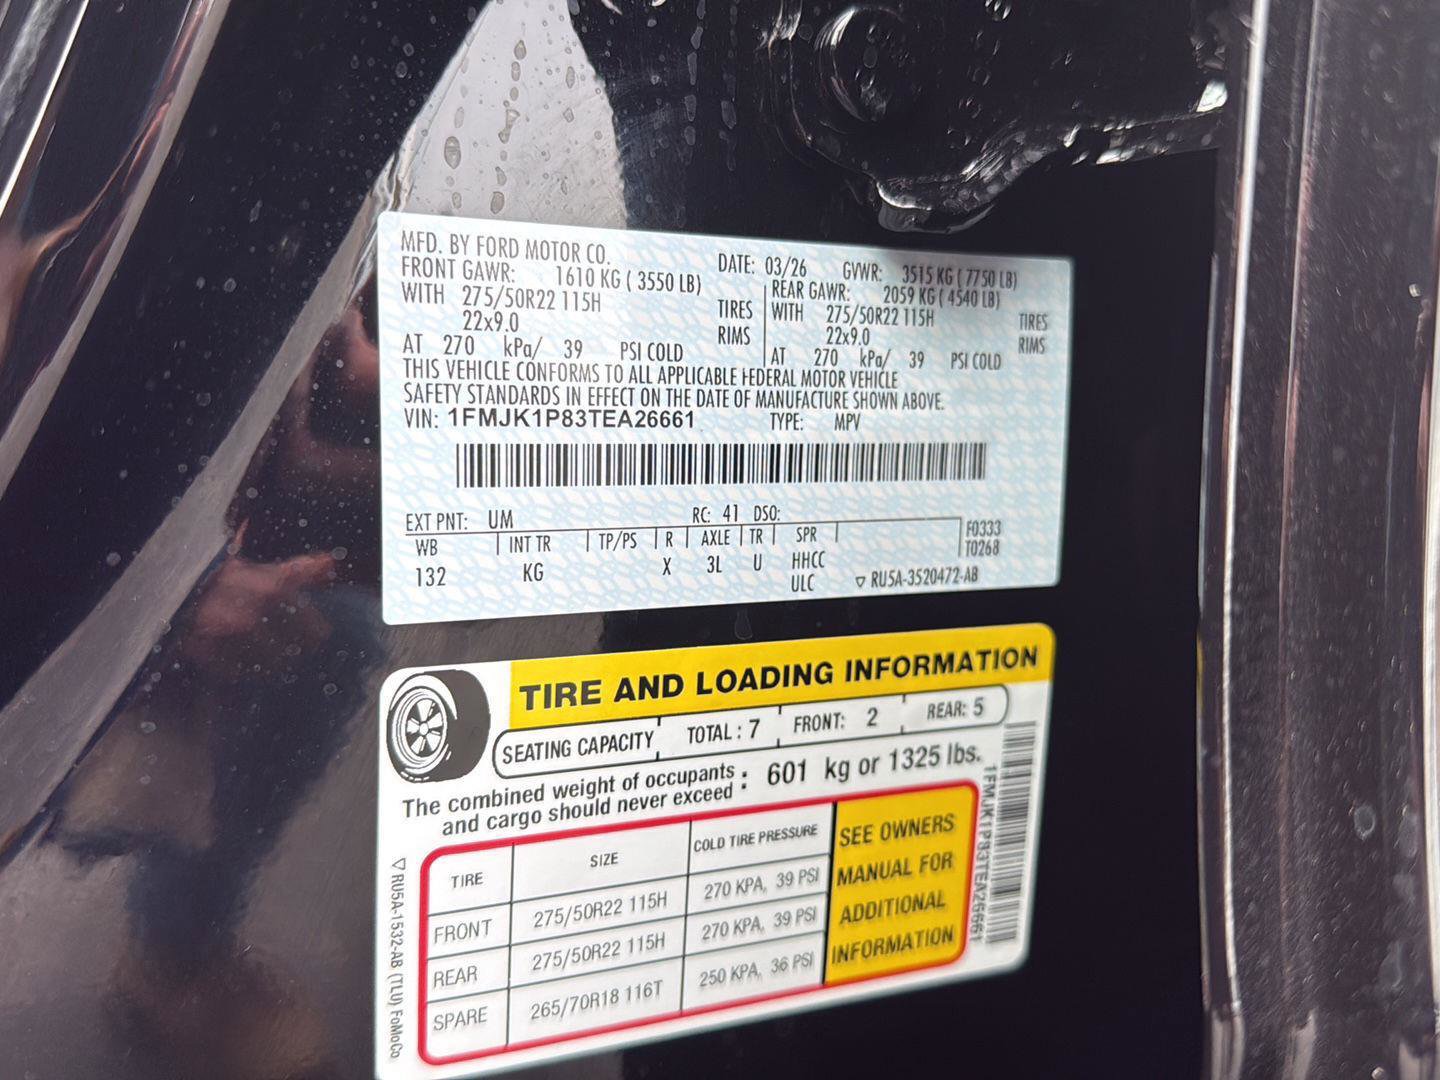 MFD. BY FORD MOTOR CO.
DATE: 03/26 GVWR: 3515 KG ( 7750 LB)
FRONT GAWR: 1610 KG ( 3550 LB)
WITH 275/50R22 115H TIRES
22x9.0 RIMS
AT 270 kPa/ 39 PSI COLD
REAR GAWR: 2059 KG ( 4540 LB)
WITH 275/50R22 115H TIRES
22x9.0 RIMS
AT 270 kPa/ 39 PSI COLD
THIS VEHICLE CONFORMS TO ALL APPLICABLE FEDERAL MOTOR VEHICLE
SAFETY STANDARDS IN EFFECT ON THE DATE OF MANUFACTURE SHOWN ABOVE.
VIN: 1FMJK1P83TEA26661 TYPE: MPV
EXT PNT: UM RC: 41 DSO:
WB INT TR TP/PS R AXLE TR SPR F0333
T0268
132 KG X 3L U HHCC
ULC ▽ RU5A-3520472-AB
TIRE AND LOADING INFORMATION
SEATING CAPACITY TOTAL : 7 FRONT: 2 REAR: 5
The combined weight of occupants
and cargo should never exceed : 601 kg or 1325 lbs.
TIRE SIZE COLD TIRE PRESSURE
FRONT 275/50R22 115H 270 KPA, 39 PSI
REAR 275/50R22 115H 270 KPA, 39 PSI
SPARE 265/70R18 116T 250 KPA, 36 PSI
SEE OWNERS
MANUAL FOR
ADDITIONAL
INFORMATION
1FMJK1P83TEA26661
▽ RU5A-1532-AB (TLU) FoMoCo